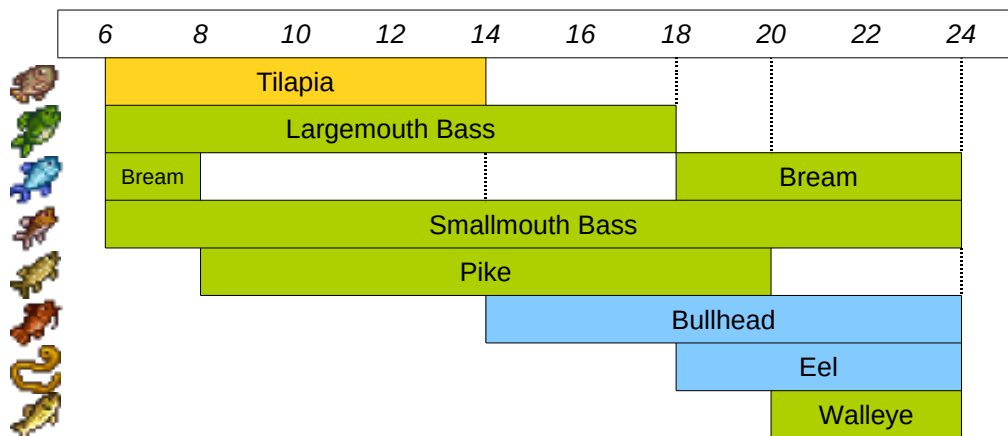 6 8 10 12 14 16 18 20 22 24
Tilapia
Largemouth Bass
Bream Bream
Smallmouth Bass
Pike
Bullhead
Eel
Walleye